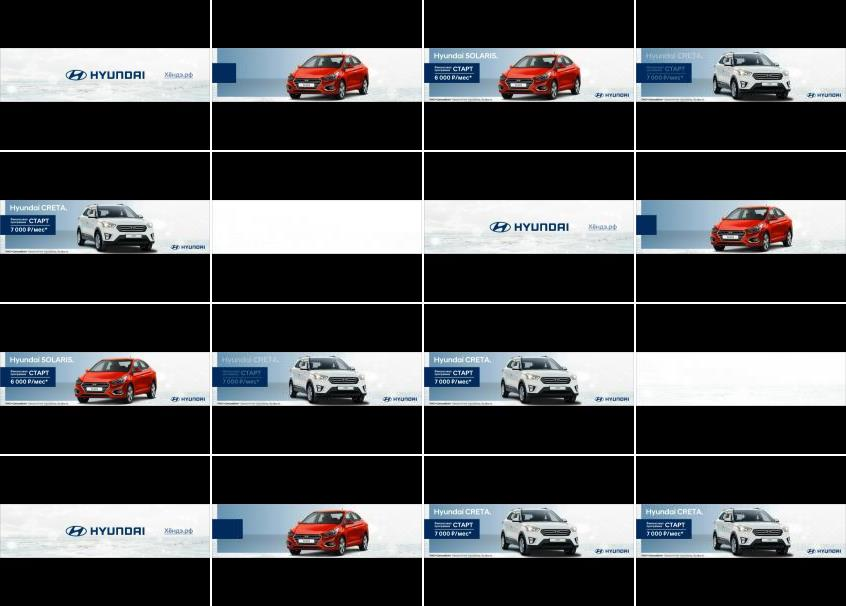 HYUNDAI
Хёндэ.рф
Hyundai SOLARIS.
СТАРТ
6 000 ₽/мес*
HYUNDAI
Hyundai CRETA.
СТАРТ
7 000 ₽/мес*
HYUNDAI
Hyundai CRETA.
СТАРТ
7 000 ₽/мес*
HYUNDAI
HYUNDAI
Хёндэ.рф
Hyundai SOLARIS.
СТАРТ
6 000 ₽/мес*
HYUNDAI
Hyundai CRETA.
СТАРТ
7 000 ₽/мес*
HYUNDAI
Hyundai CRETA.
СТАРТ
7 000 ₽/мес*
HYUNDAI
HYUNDAI
Хёндэ.рф
Hyundai CRETA.
СТАРТ
7 000 ₽/мес*
HYUNDAI
Hyundai CRETA.
СТАРТ
7 000 ₽/мес*
HYUNDAI